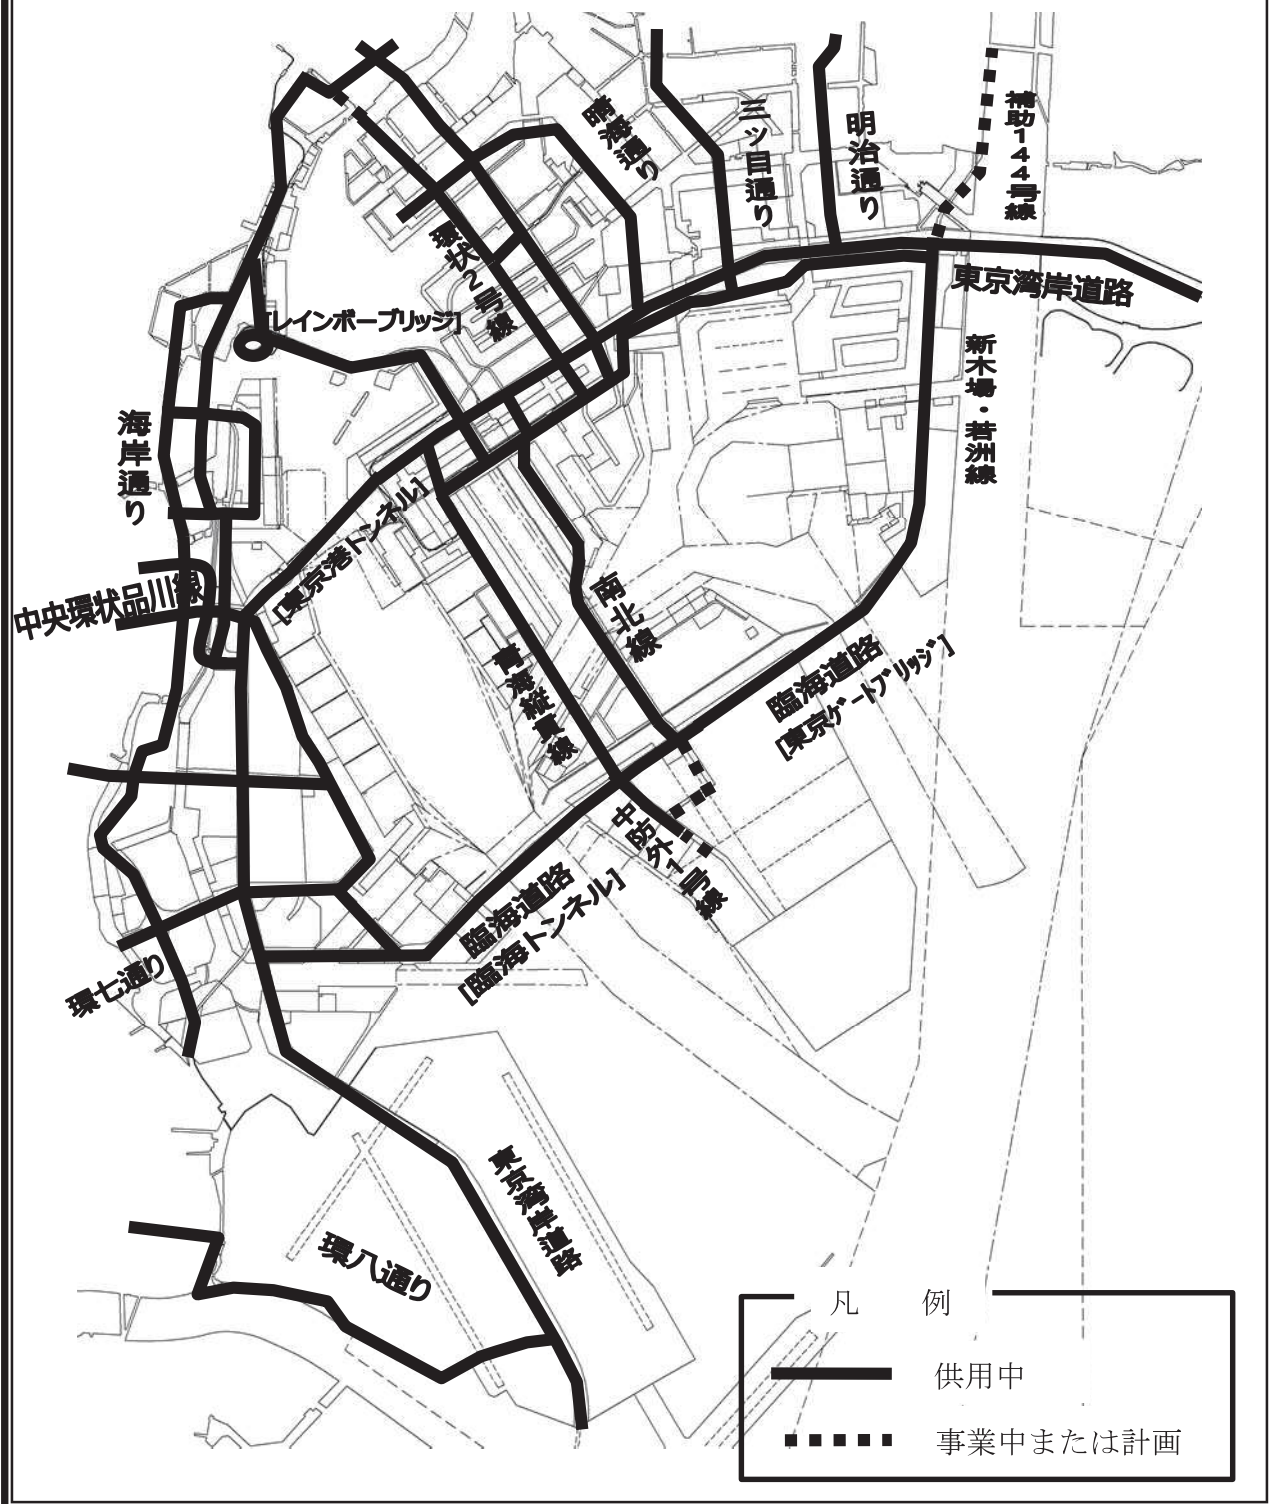 晴海通り
三ッ目通り
明治通り
補助144号線
環状2号線
東京湾岸道路
[レインボーブリッジ]
新木場・若洲線
海岸通り
[東京港トンネル]
中央環状品川線
南北線
青海縦貫線
臨海道路
[東京ゲートブリッジ]
中防外1号線
臨海道路
[臨海トンネル]
環七通り
東京湾岸道路
環八通り
凡　例
供用中
事業中または計画